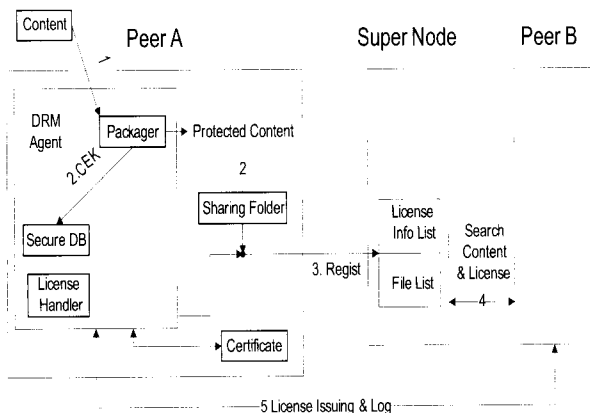 Content
Peer A
Super Node
Peer B
1
DRM
Agent
Packager
Protected Content
2.CEK
2
Sharing Folder
Secure DB
License
Info List
Search
Content
& License
3. Regist
File List
4
License
Handler
Certificate
5 License Issuing & Log